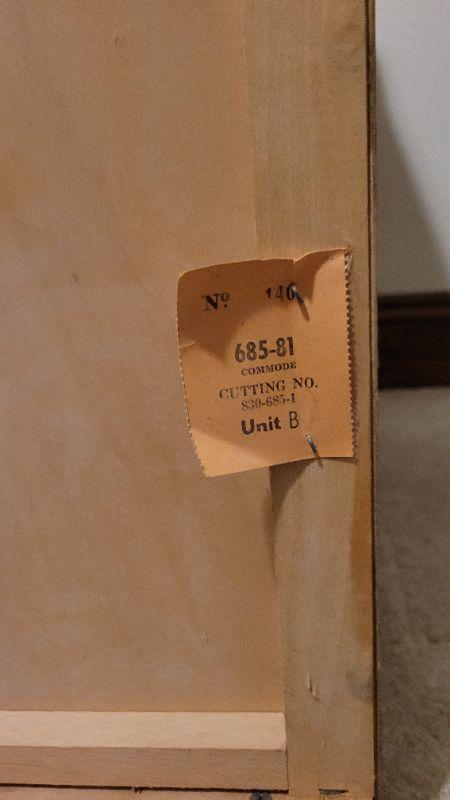 Nº 140
685-81
COMMODE
CUTTING NO.
830-685-1
Unit B